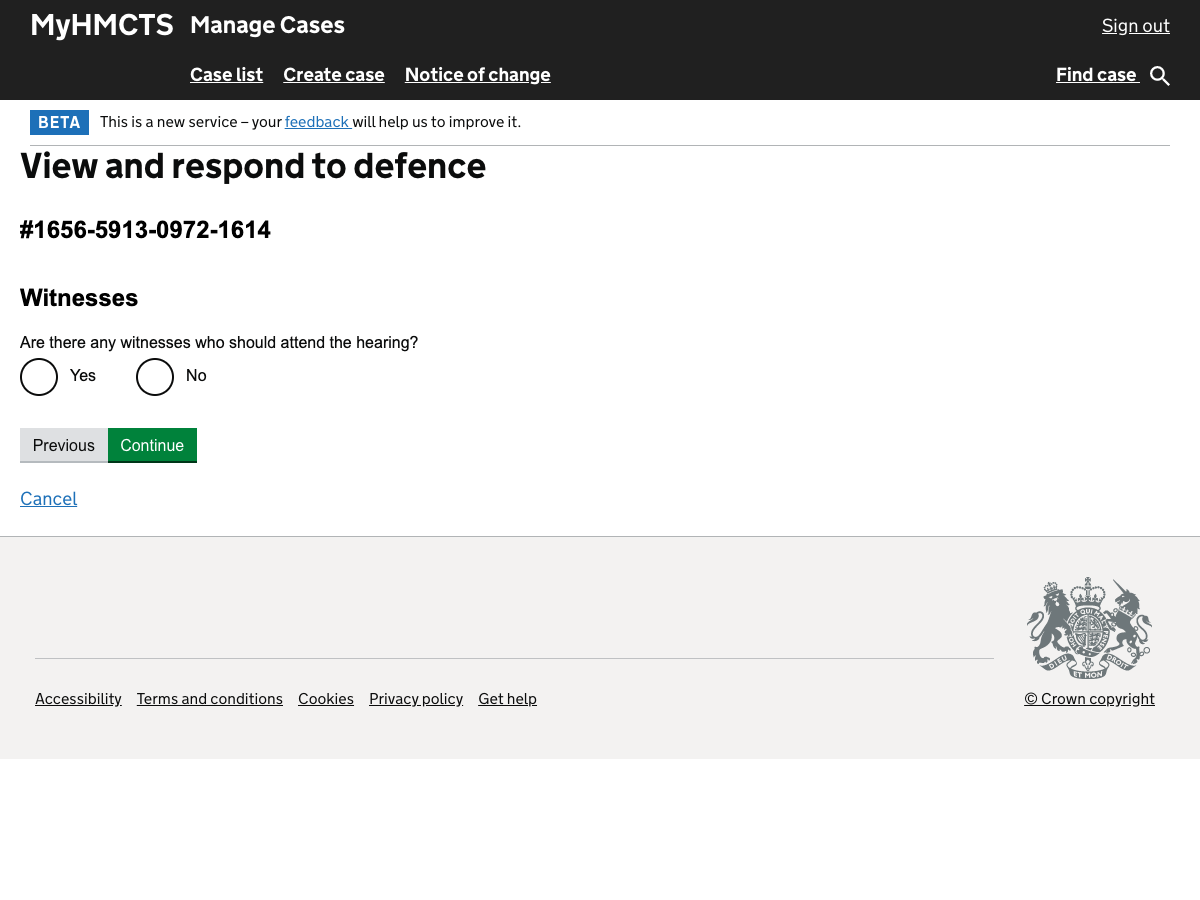 MyHMCTS Manage Cases Sign out
Case list Create case Notice of change Find case
BETA This is a new service – your feedback will help us to improve it.
View and respond to defence
#1656-5913-0972-1614
Witnesses
Are there any witnesses who should attend the hearing?
Yes No
Previous Continue
Cancel
DIEU ET MON DROIT
Accessibility Terms and conditions Cookies Privacy policy Get help © Crown copyright